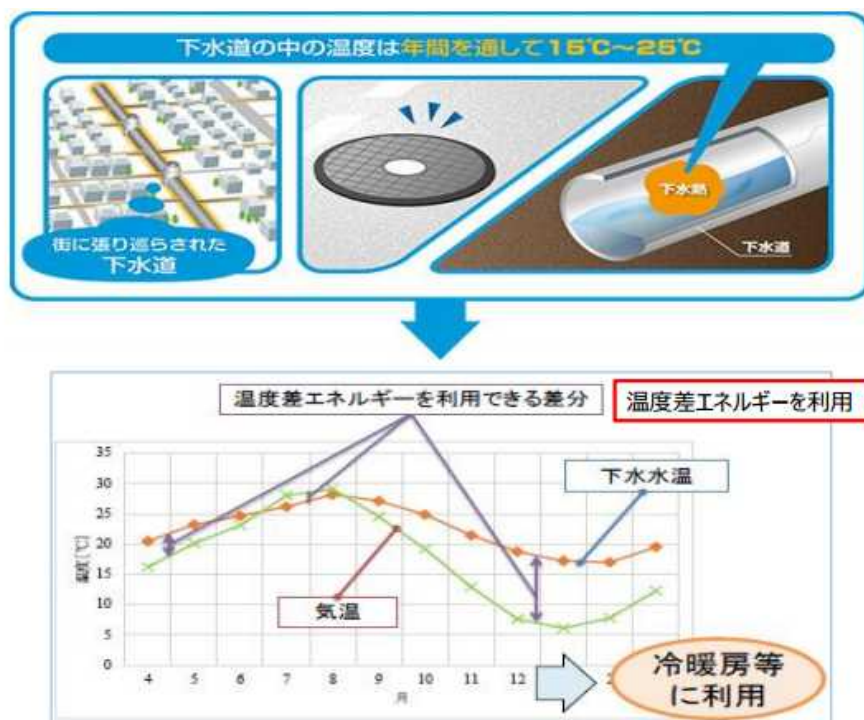 下水道の中の温度は年間を通して15℃～25℃
街に張り巡らされた
下水道
下水熱
下水道
温度差エネルギーを利用できる差分
温度差エネルギーを利用
35
30
25
20
15
10
5
0
温度[℃]
下水水温
気温
4 5 6 7 8 9 10 11 12 2
月
冷暖房等
に利用